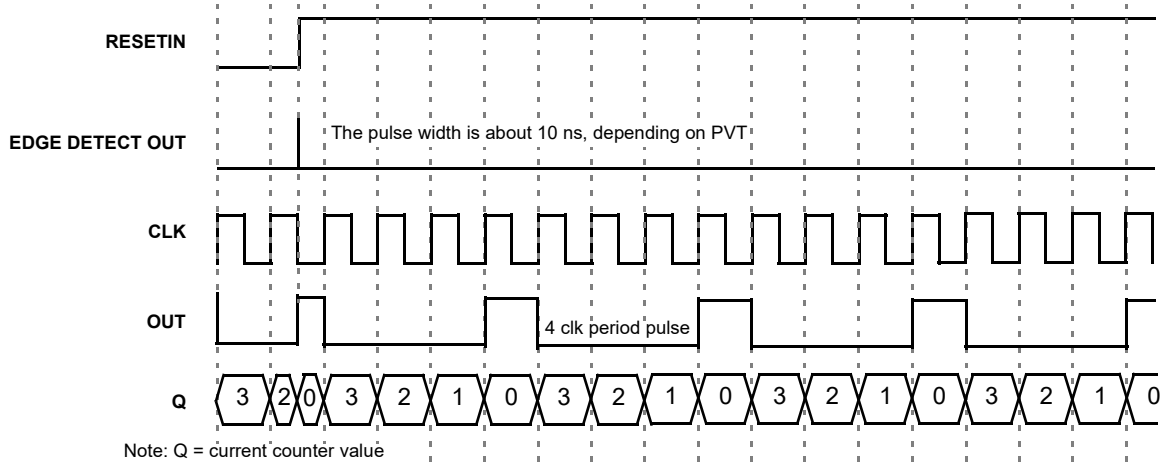 RESETIN
EDGE DETECT OUT
The pulse width is about 10 ns, depending on PVT
CLK
OUT
4 clk period pulse
Q
3 2 0 3 2 1 0 3 2 1 0 3 2 1 0 3 2 1 0
Note: Q = current counter value